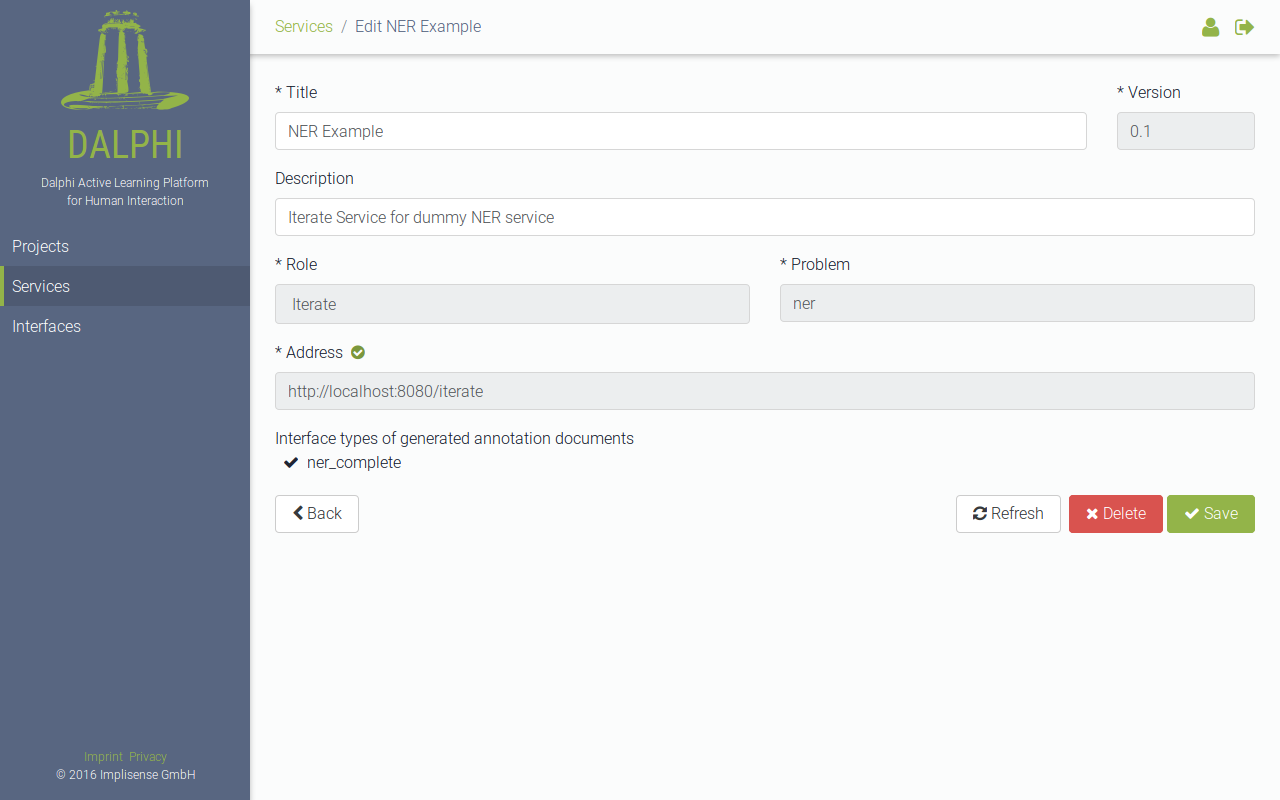 DALPHI
Dalphi Active Learning Platform
for Human Interaction
Projects
Services
Interfaces
Imprint Privacy
© 2016 Implisense GmbH
Services / Edit NER Example
* Title
NER Example
* Version
0.1
Description
Iterate Service for dummy NER service
* Role
Iterate
* Problem
ner
* Address
http://localhost:8080/iterate
Interface types of generated annotation documents
ner_complete
Back
Refresh
Delete
Save